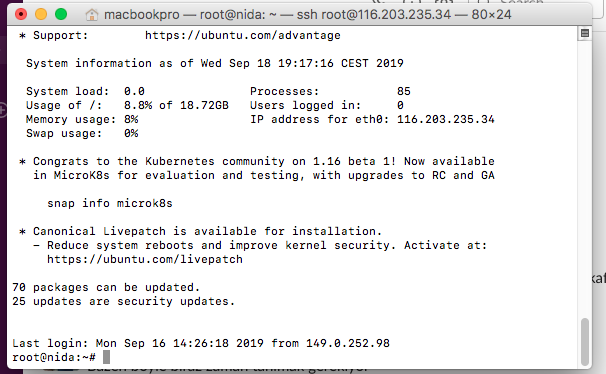 Search
macbookpro — root@nida: ~ — ssh root@116.203.235.34 — 80×24
* Support: https://ubuntu.com/advantage
System information as of Wed Sep 18 19:17:16 CEST 2019
System load: 0.0 Processes: 85
Usage of /: 8.8% of 18.72GB Users logged in: 0
Memory usage: 8% IP address for eth0: 116.203.235.34
Swap usage: 0%
* Congrats to the Kubernetes community on 1.16 beta 1! Now available
in MicroK8s for evaluation and testing, with upgrades to RC and GA
snap info microk8s
* Canonical Livepatch is available for installation.
- Reduce system reboots and improve kernel security. Activate at:
https://ubuntu.com/livepatch
70 packages can be updated.
25 updates are security updates.
Last login: Mon Sep 16 14:26:18 2019 from 149.0.252.98
root@nida:~#